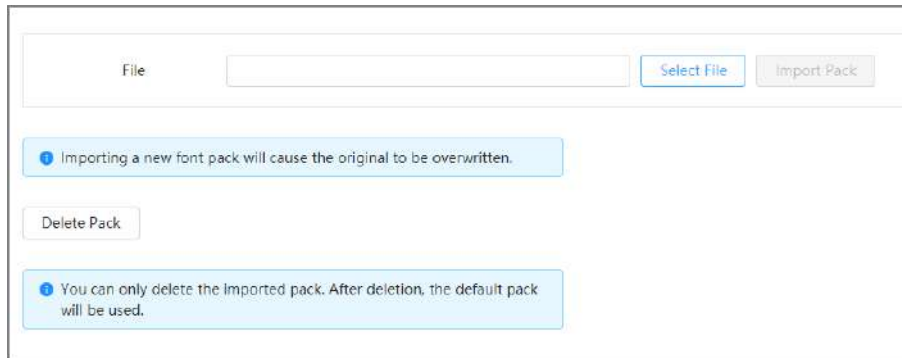 File Select File Import Pack
Importing a new font pack will cause the original to be overwritten.
Delete Pack
You can only delete the imported pack. After deletion, the default pack
will be used.